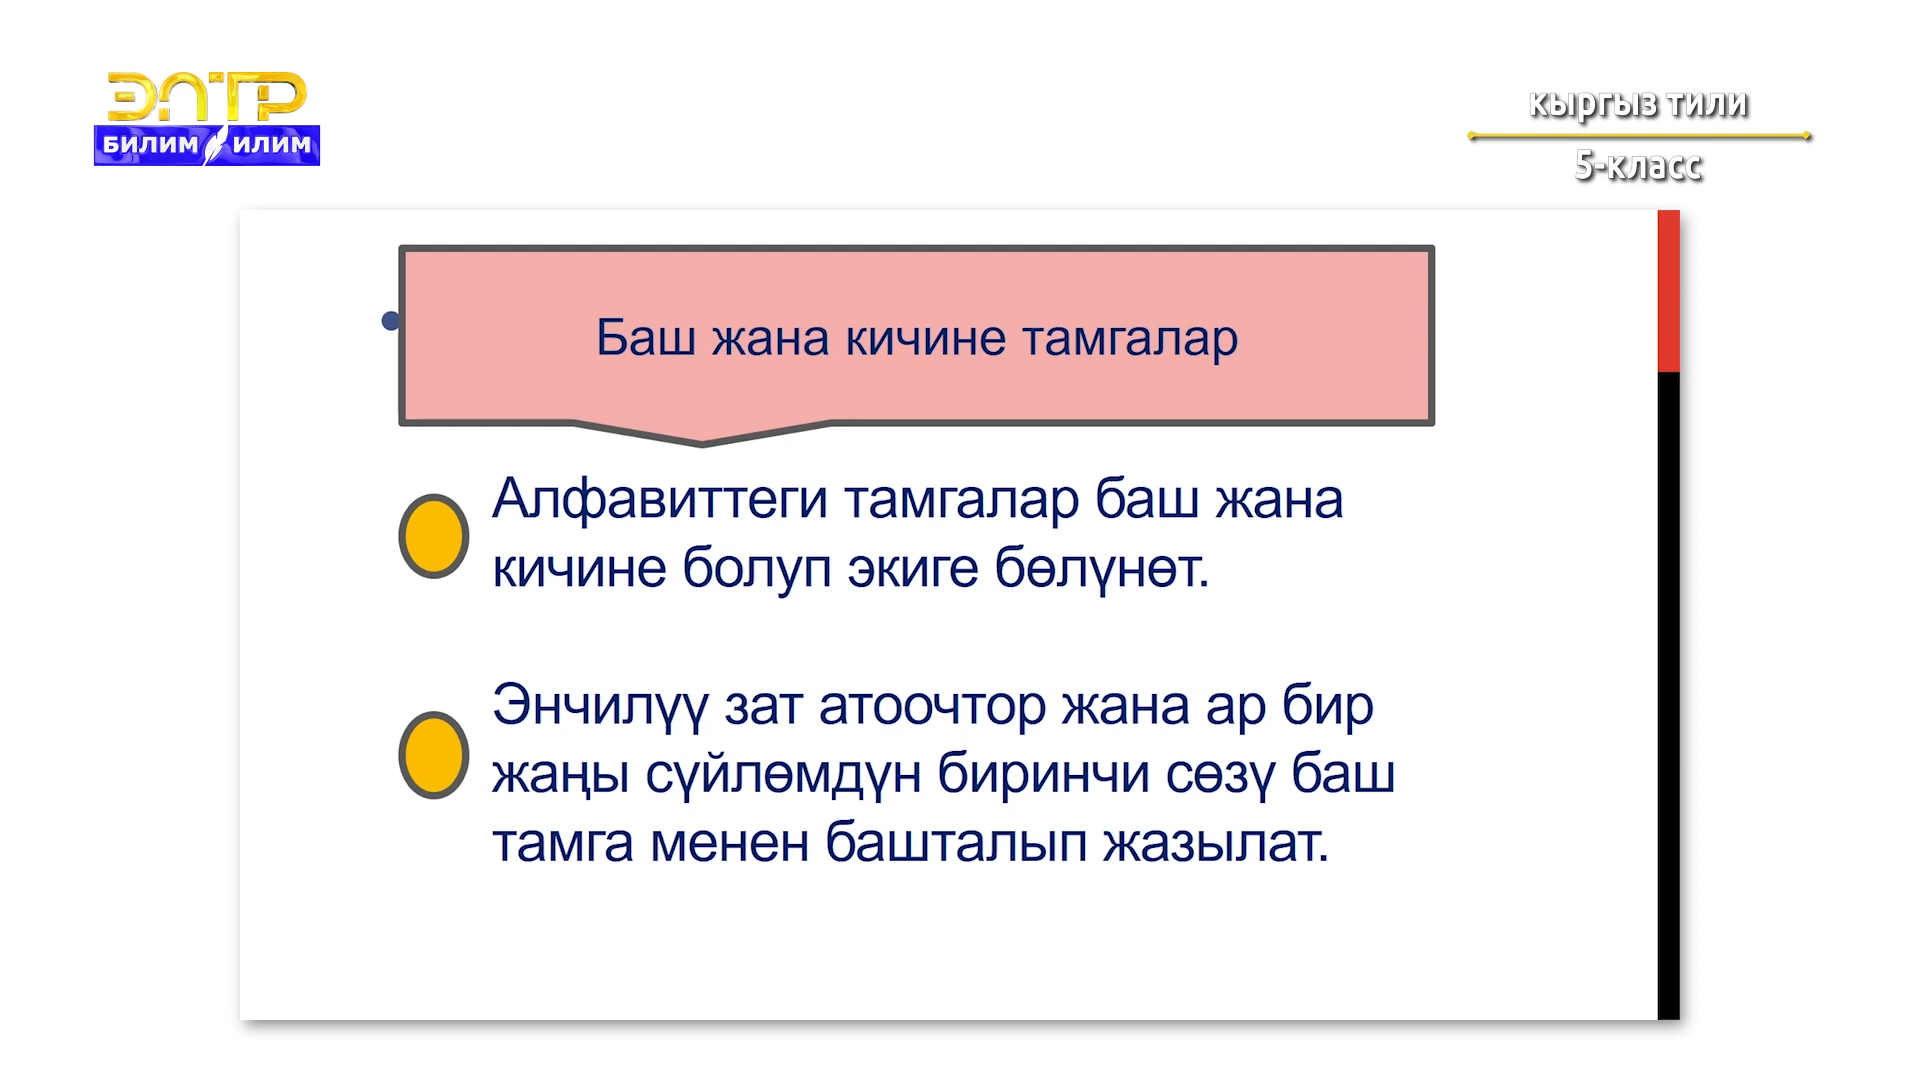 ЭЛТР
БИЛИМ ИЛИМ
кыргыз тили
5-класс
Баш жана кичине тамгалар
Алфавиттеги тамгалар баш жана
кичине болуп экиге бөлүнөт.
Энчилүү зат атоочтор жана ар бир
жаңы сүйлөмдүн биринчи сөзү баш
тамга менен башталып жазылат.